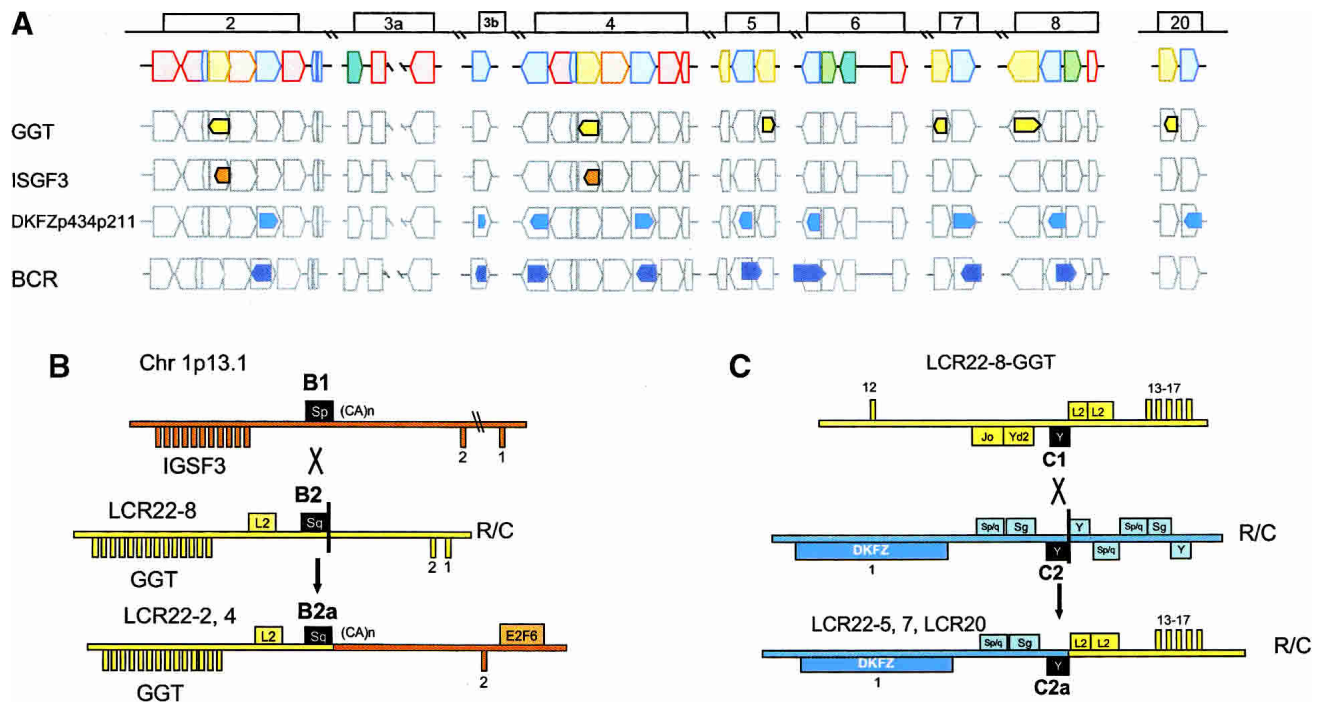 A
2 3a 3b 4 5 6 7 8 20
GGT
ISGF3
DKFZp434p211
BCR
B
Chr 1p13.1
B1
Sp (CA)n
IGSF3
2 1
B2
LCR22-8
L2 Sq
R/C
GGT
2 1
LCR22-2, 4
B2a
L2 Sq (CA)n E2F6
GGT
2
C
LCR22-8-GGT
12 13-17
L2 L2
Jo Yd2 Y
C1
Sp/q Sg Y Sp/q Sg
R/C
DKFZ Y Sp/q Y
1
C2
LCR22-5, 7, LCR20
13-17
Sp/q Sg L2 L2
R/C
DKFZ Y
1
C2a